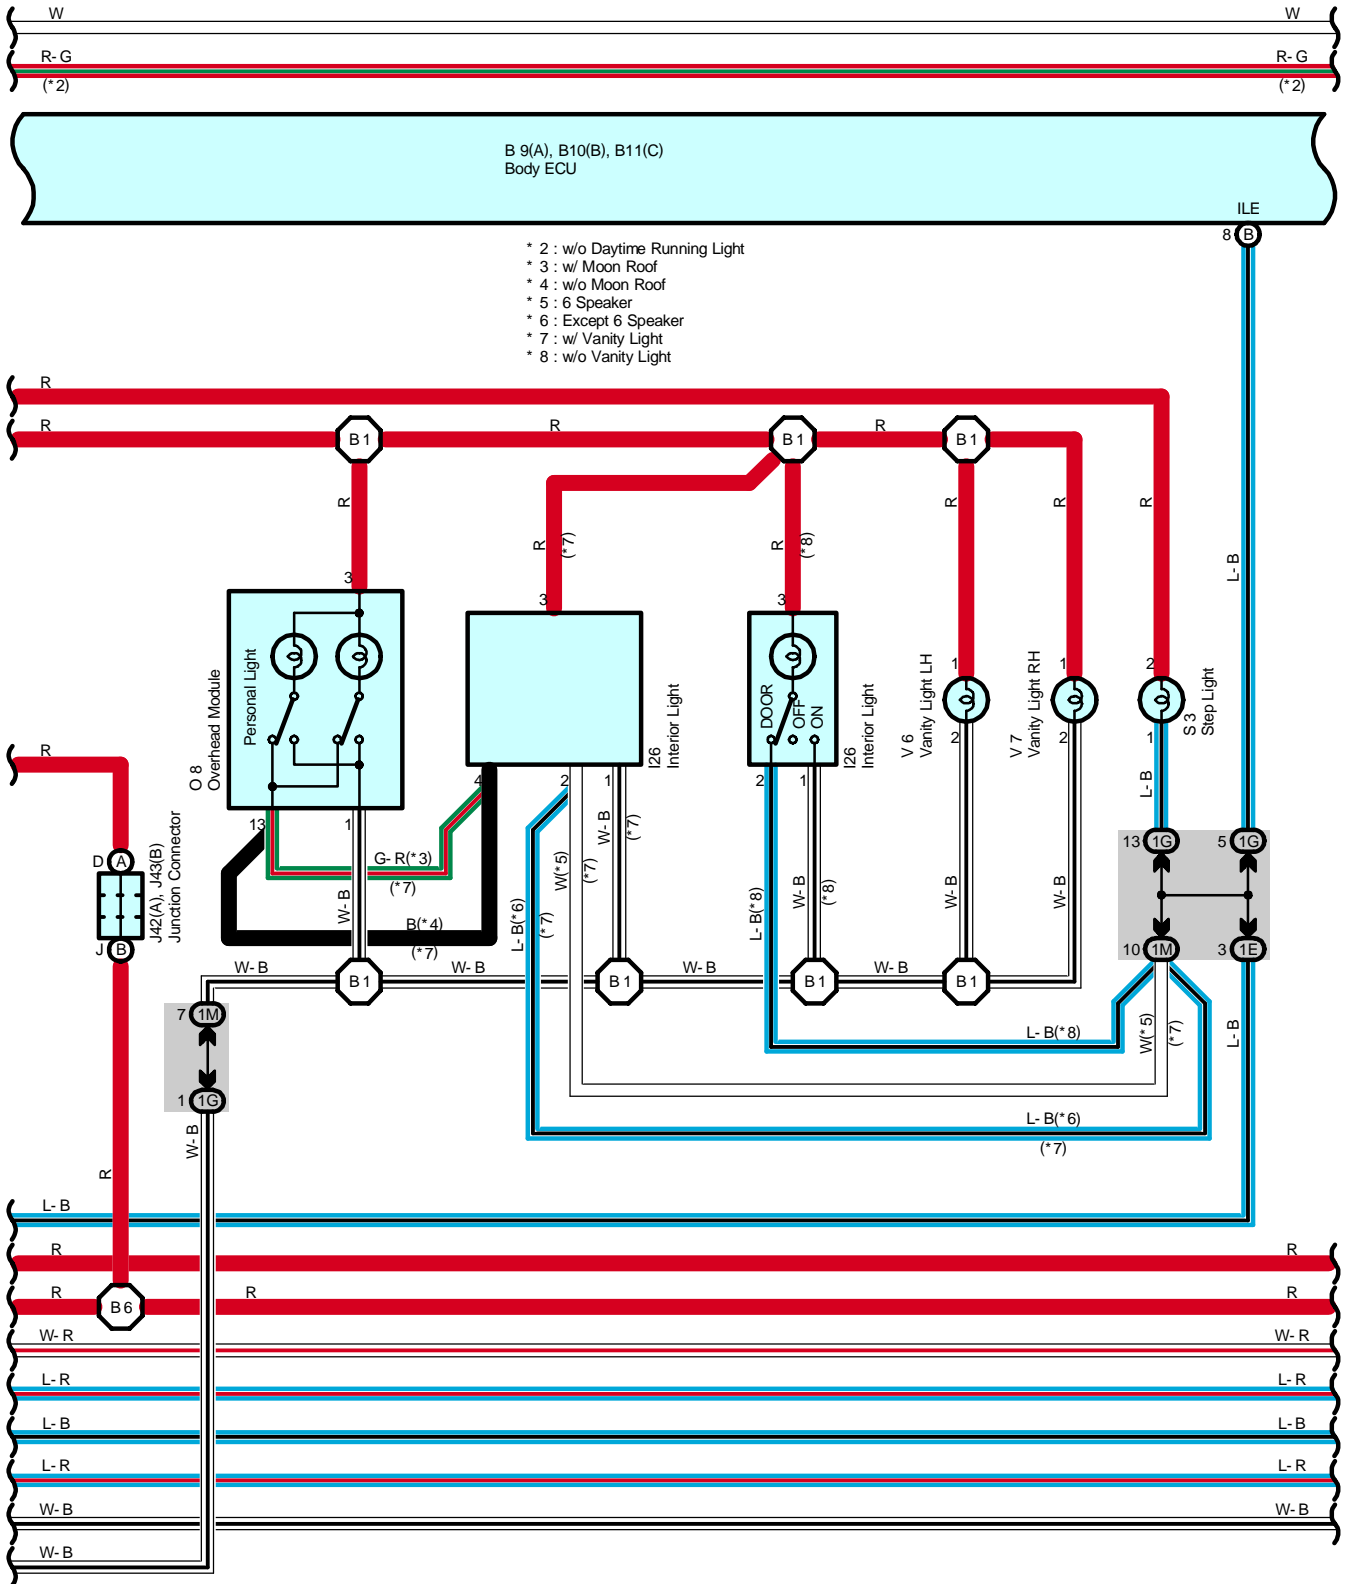 W W
R-G R-G
(*2) (*2)
B 9(A), B10(B), B11(C)
Body ECU
ILE
8 B
* 2 : w/o Daytime Running Light
* 3 : w/ Moon Roof
* 4 : w/o Moon Roof
* 5 : 6 Speaker
* 6 : Except 6 Speaker
* 7 : w/ Vanity Light
* 8 : w/o Vanity Light
R
R R R
B 1 B 1 B 1
R R (*7) R (*8) R R R
L-B
3 3 3
O 8
Overhead Module
Personal Light
I26
Interior Light
DOOR
OFF
ON
I26
Interior Light
1 1 2
V 6
Vanity Light LH
V 7
Vanity Light RH
S 3
Step Light
2 2 1
R
4 2 1 2 1
L-B
13 1
G-R(*3)
(*7)
B(*4)
(*7)
W-B
L-B(*6)
(*7)
W(*5)
(*7)
W-B
(*7)
L-B(*8)
W-B
(*8)
W-B
W-B
13 1G 5 1G
10 1M 3 1E
D A
J42(A), J43(B)
Junction Connector
J B
W-B W-B W-B W-B
B 1 B 1 B 1 B 1
7 1M
1 1G
W-B
L-B(*8)
W(*5)
(*7)
L-B
L-B(*6)
(*7)
R
L-B
R R
R R R
B 6
W-R W-R
L-R L-R
L-B L-B
L-R L-R
W-B W-B
W-B